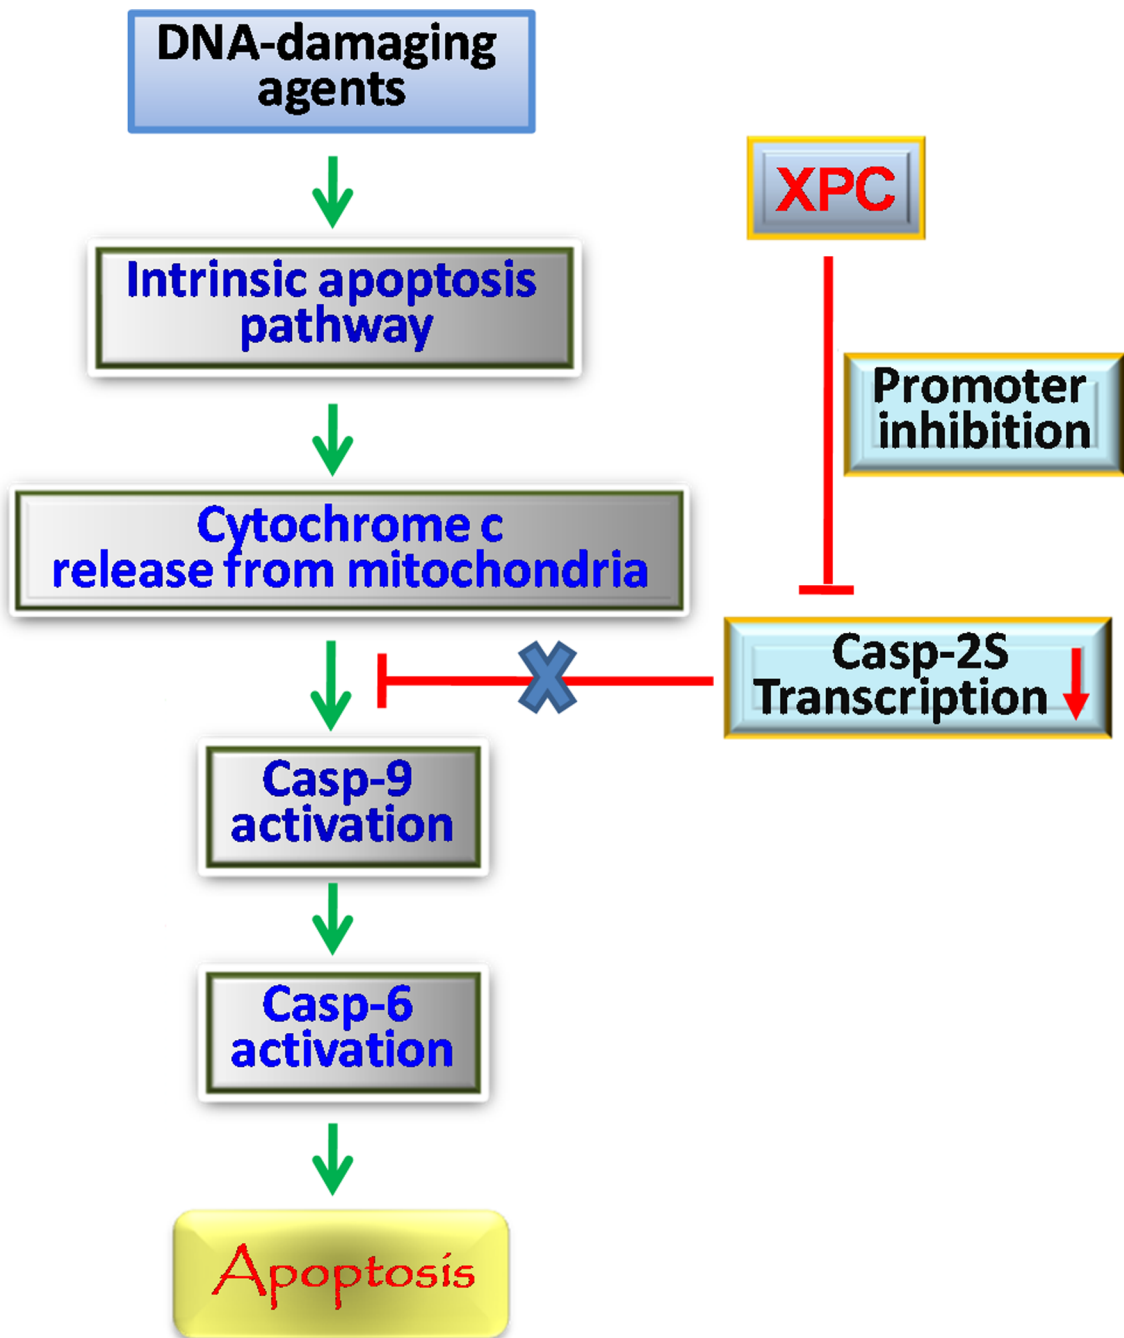 DNA-damaging
agents
XPC
Intrinsic apoptosis
pathway
Promoter
inhibition
Cytochrome c
release from mitochondria
Casp-2S
Transcription
Casp-9
activation
Casp-6
activation
Apoptosis